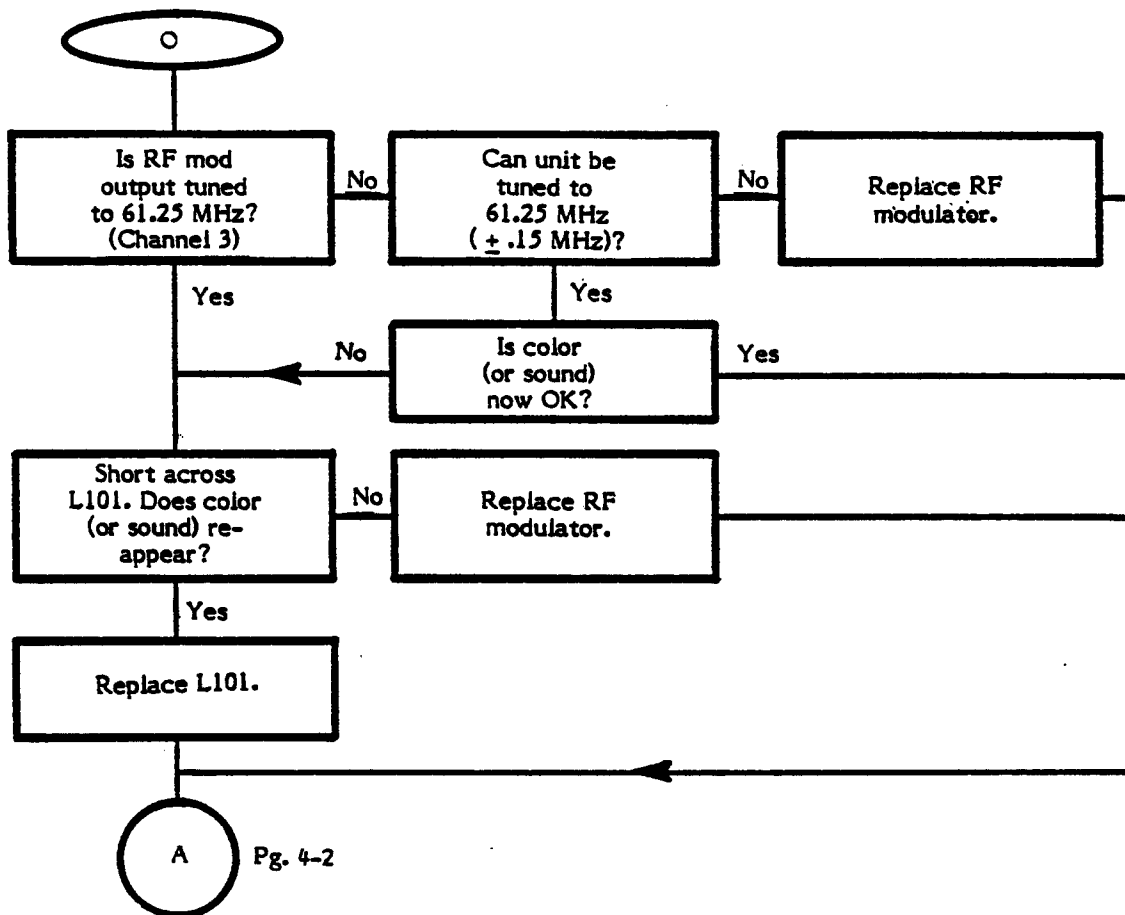 O
Is RF mod
output tuned
to 61.25 MHz?
(Channel 3)
No
Can unit be
tuned to
61.25 MHz
( ± .15 MHz)?
No
Replace RF
modulator.
Yes
Yes
No
Is color
(or sound)
now OK?
Yes
Short across
L101. Does color
(or sound) re-
appear?
No
Replace RF
modulator.
Yes
Replace L101.
A
Pg. 4-2